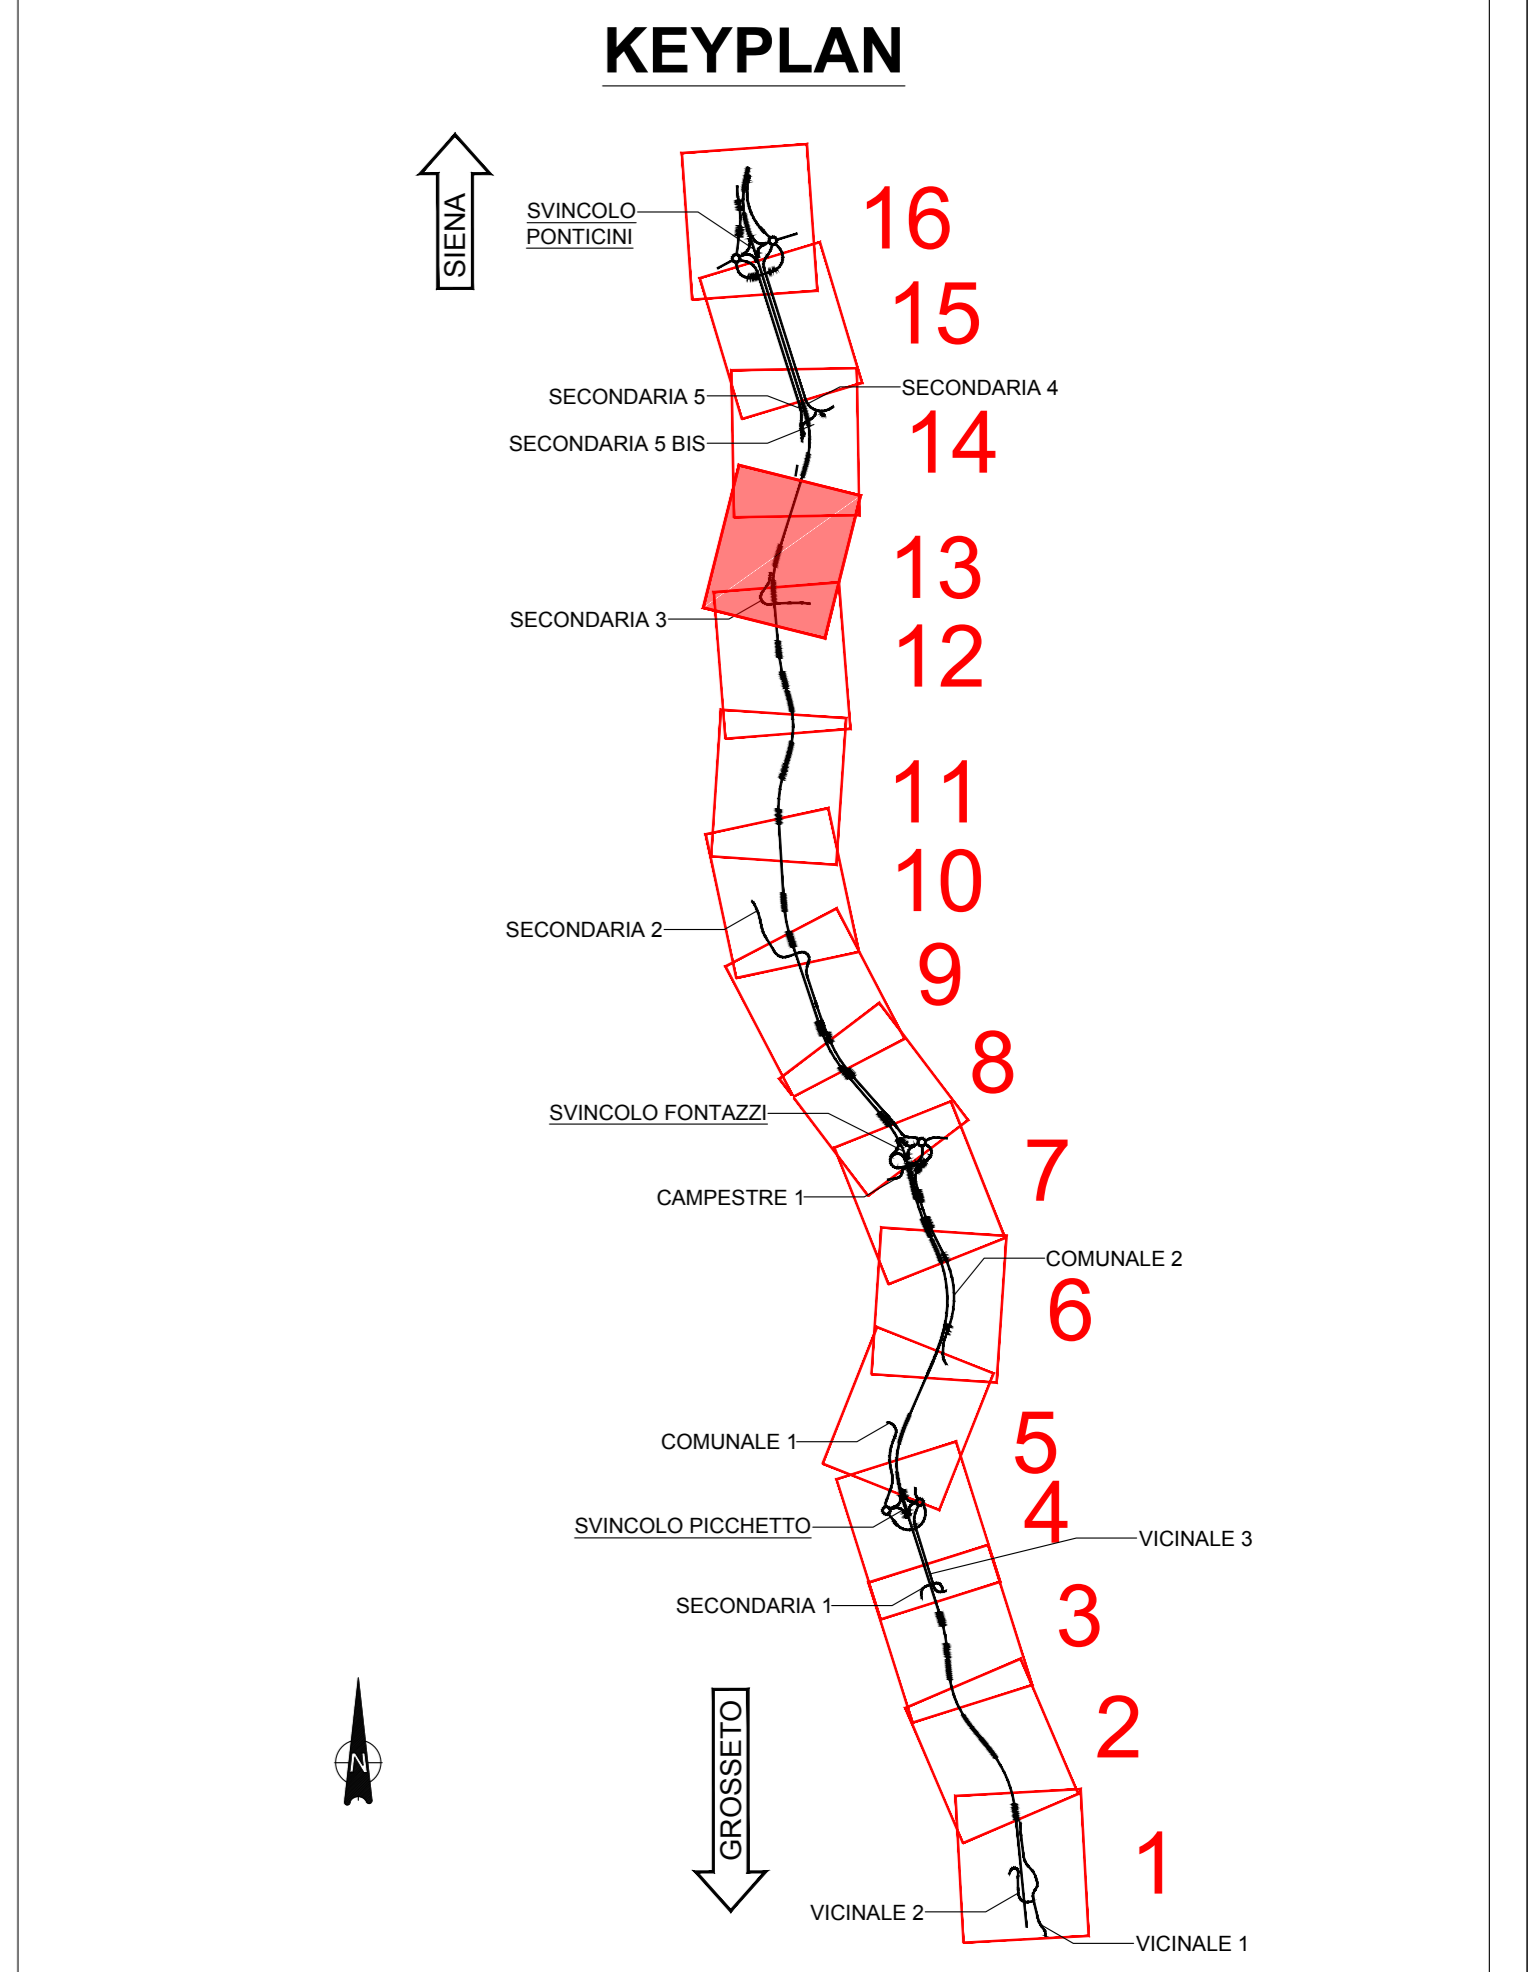 KEYPLAN
SIENA
SVINCOLO
PONTICINI
16
15
SECONDARIA 5
SECONDARIA 4
SECONDARIA 5 BIS
14
13
SECONDARIA 3
12
11
10
SECONDARIA 2
9
8
SVINCOLO FONTAZZI
7
CAMPESTRE 1
COMUNALE 2
6
COMUNALE 1
5
4
SVINCOLO PICCHETTO
VICINALE 3
SECONDARIA 1
3
2
GROSSETO
N
1
VICINALE 2
VICINALE 1